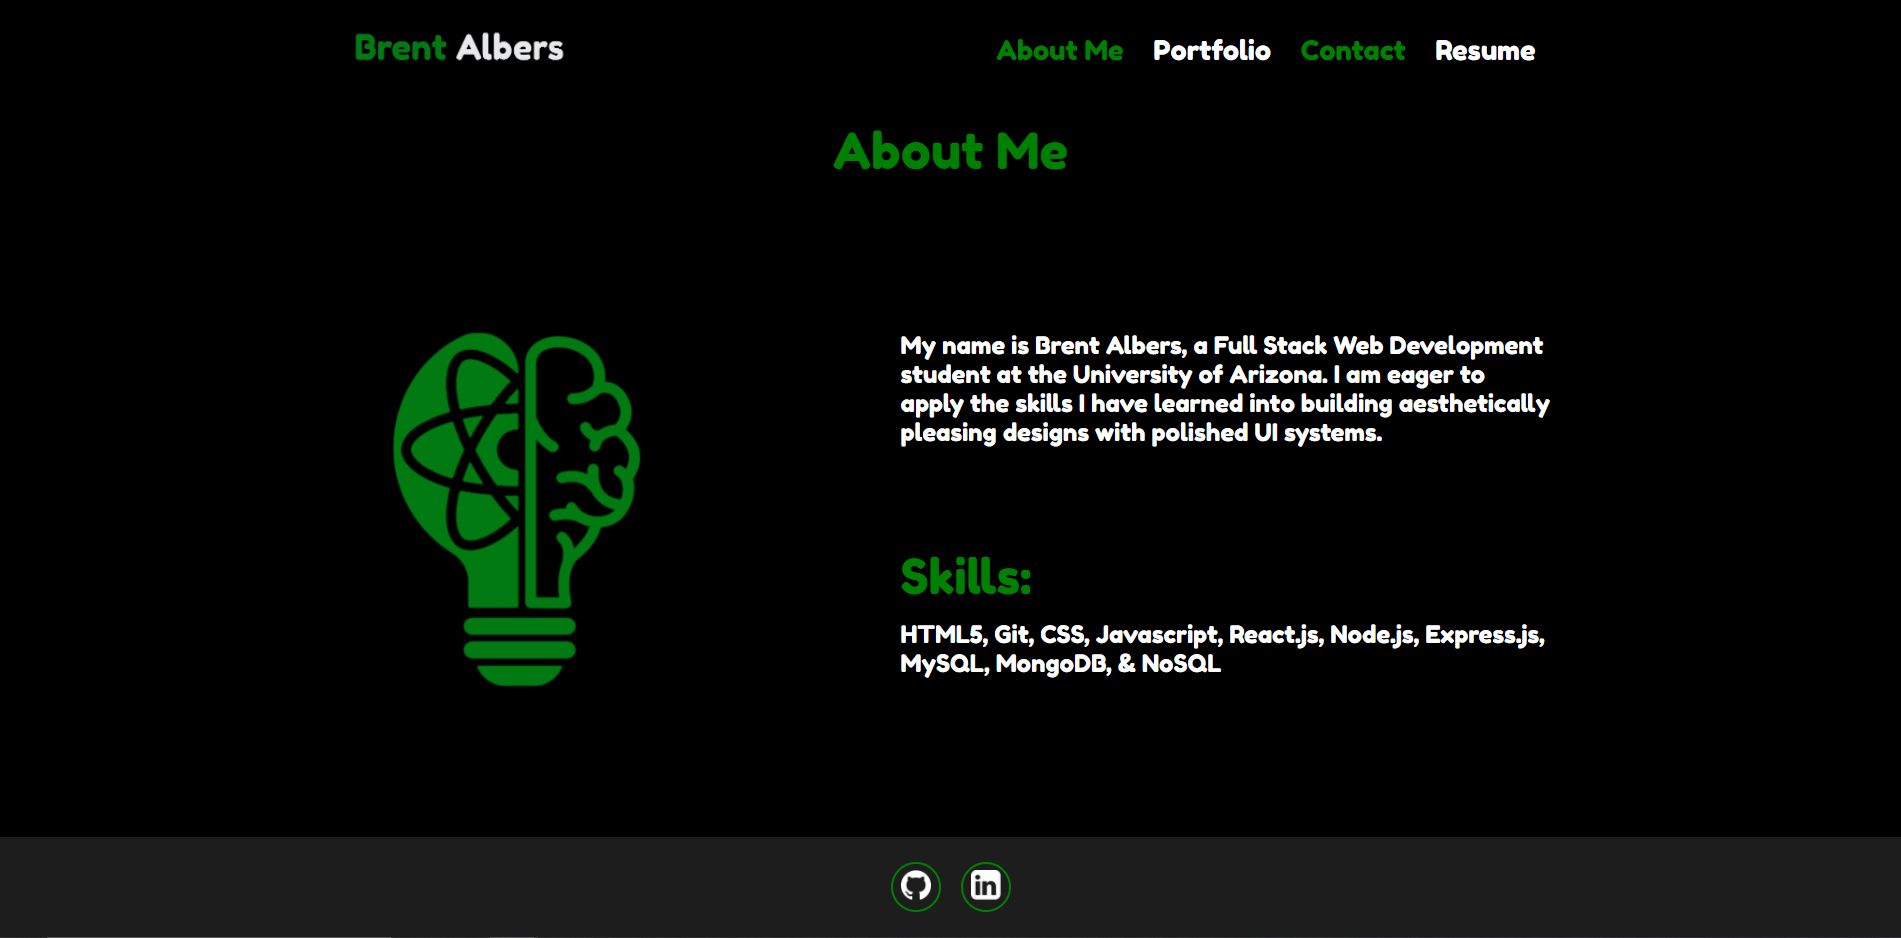 Brent Albers
About Me Portfolio Contact Resume
About Me
My name is Brent Albers, a Full Stack Web Development
student at the University of Arizona. I am eager to
apply the skills I have learned into building aesthetically
pleasing designs with polished UI systems.
Skills:
HTML5, Git, CSS, Javascript, React.js, Node.js, Express.js,
MySQL, MongoDB, & NoSQL
in